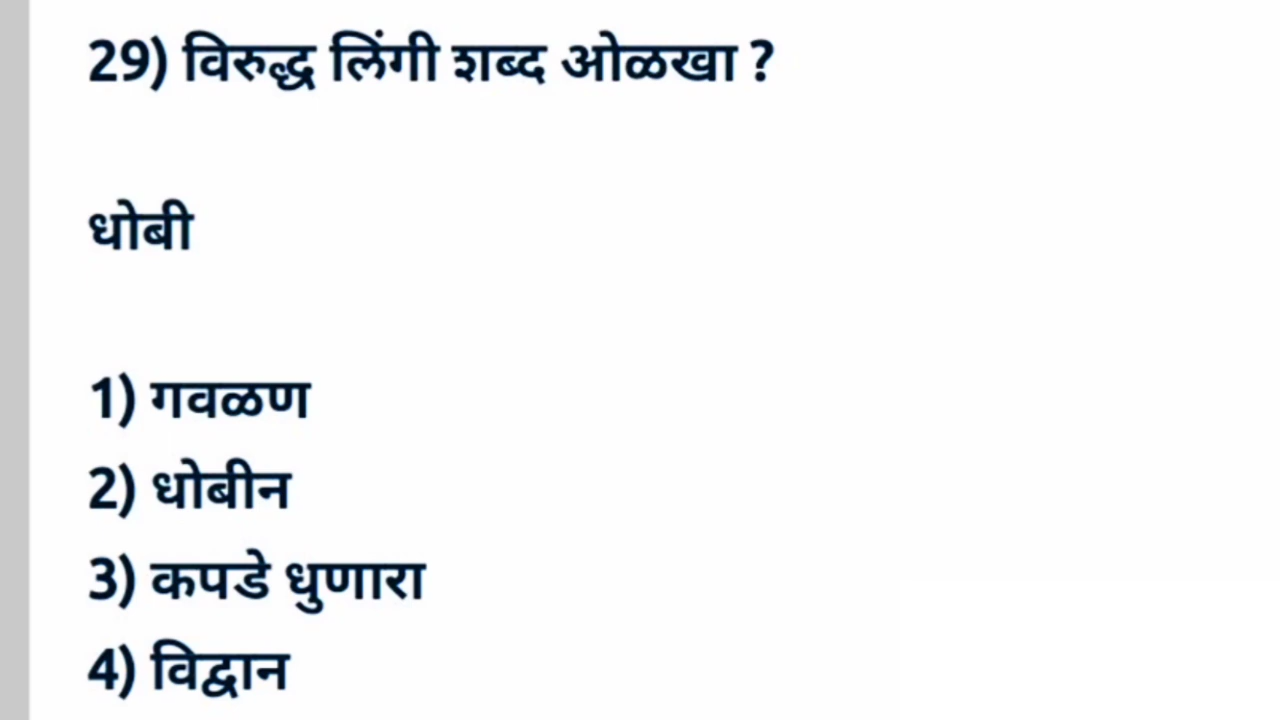 29) विरुद्ध लिंगी शब्द ओळखा ?
धोबी
1) गवळण
2) धोबीन
3) कपडे धुणारा
4) विद्वान